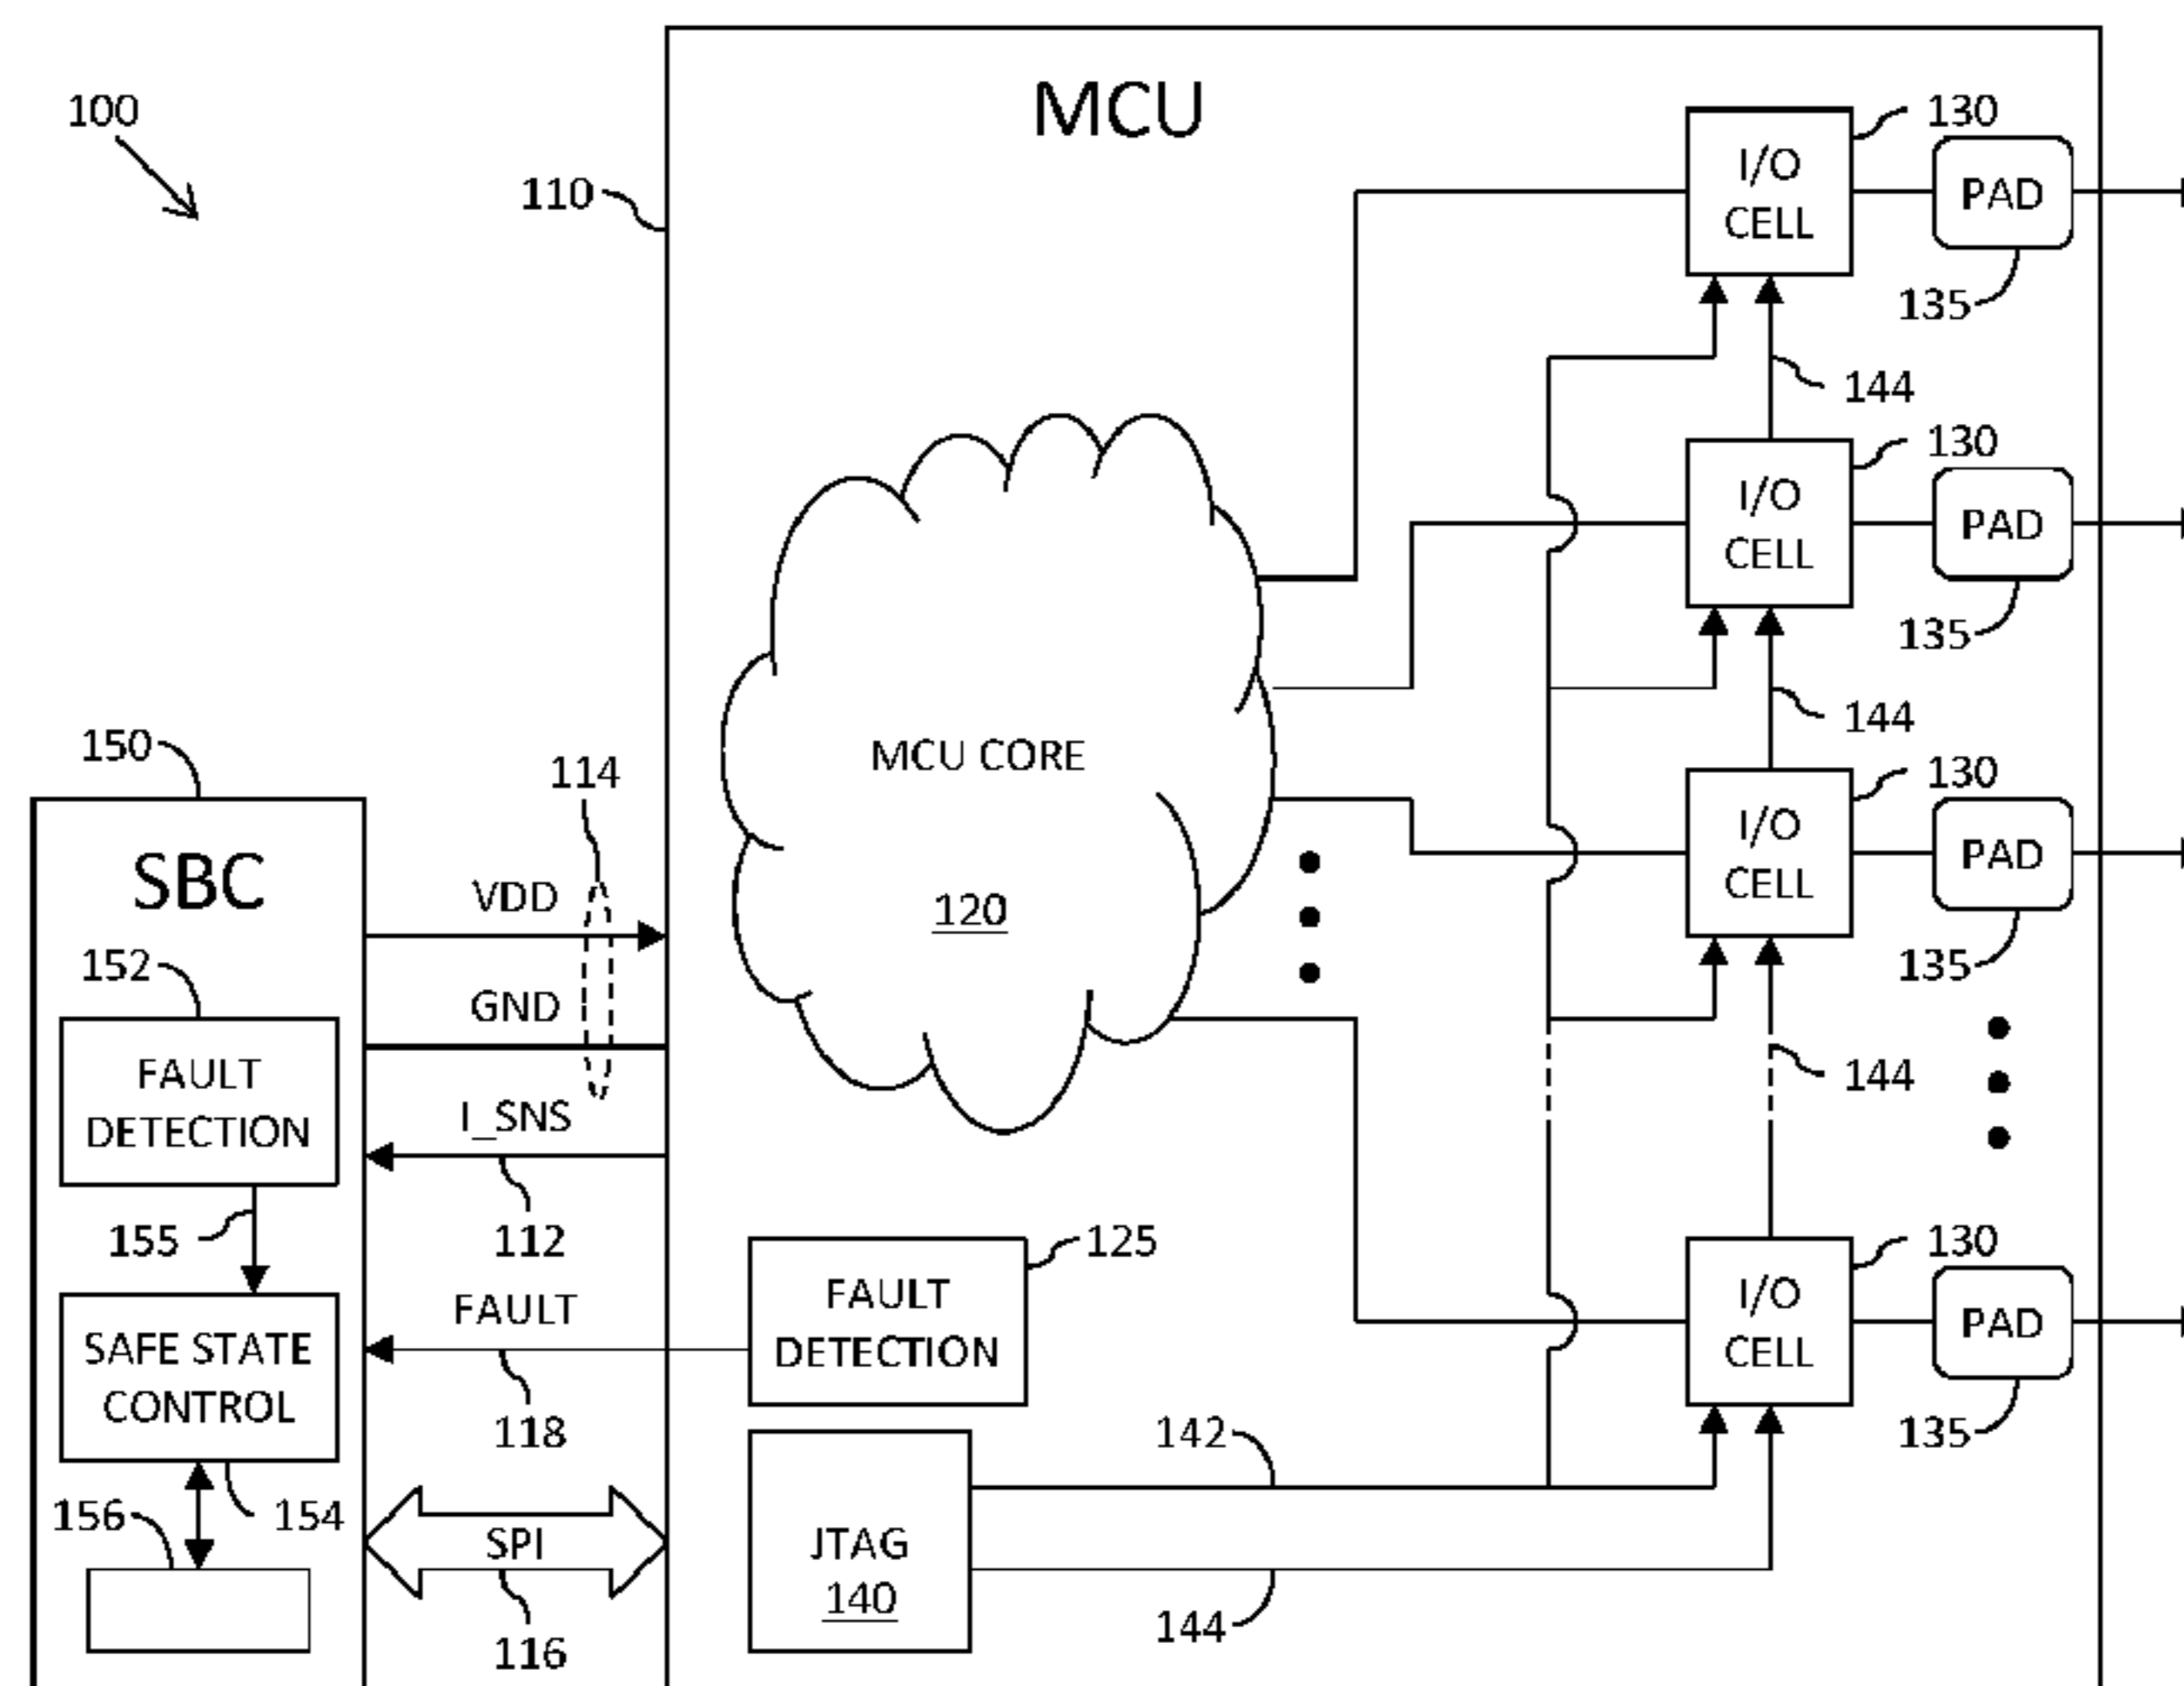 100
MCU
110
130
I/O
CELL
PAD
135
144
130
I/O
CELL
PAD
135
144
MCU CORE
120
130
I/O
CELL
PAD
135
144
150
114
SBC
VDD
152
GND
FAULT
DETECTION
I_SNS
155
112
125
FAULT
FAULT
DETECTION
SAFE STATE
CONTROL
118
130
I/O
CELL
PAD
135
142
156
154
SPI
JTAG
140
144
116